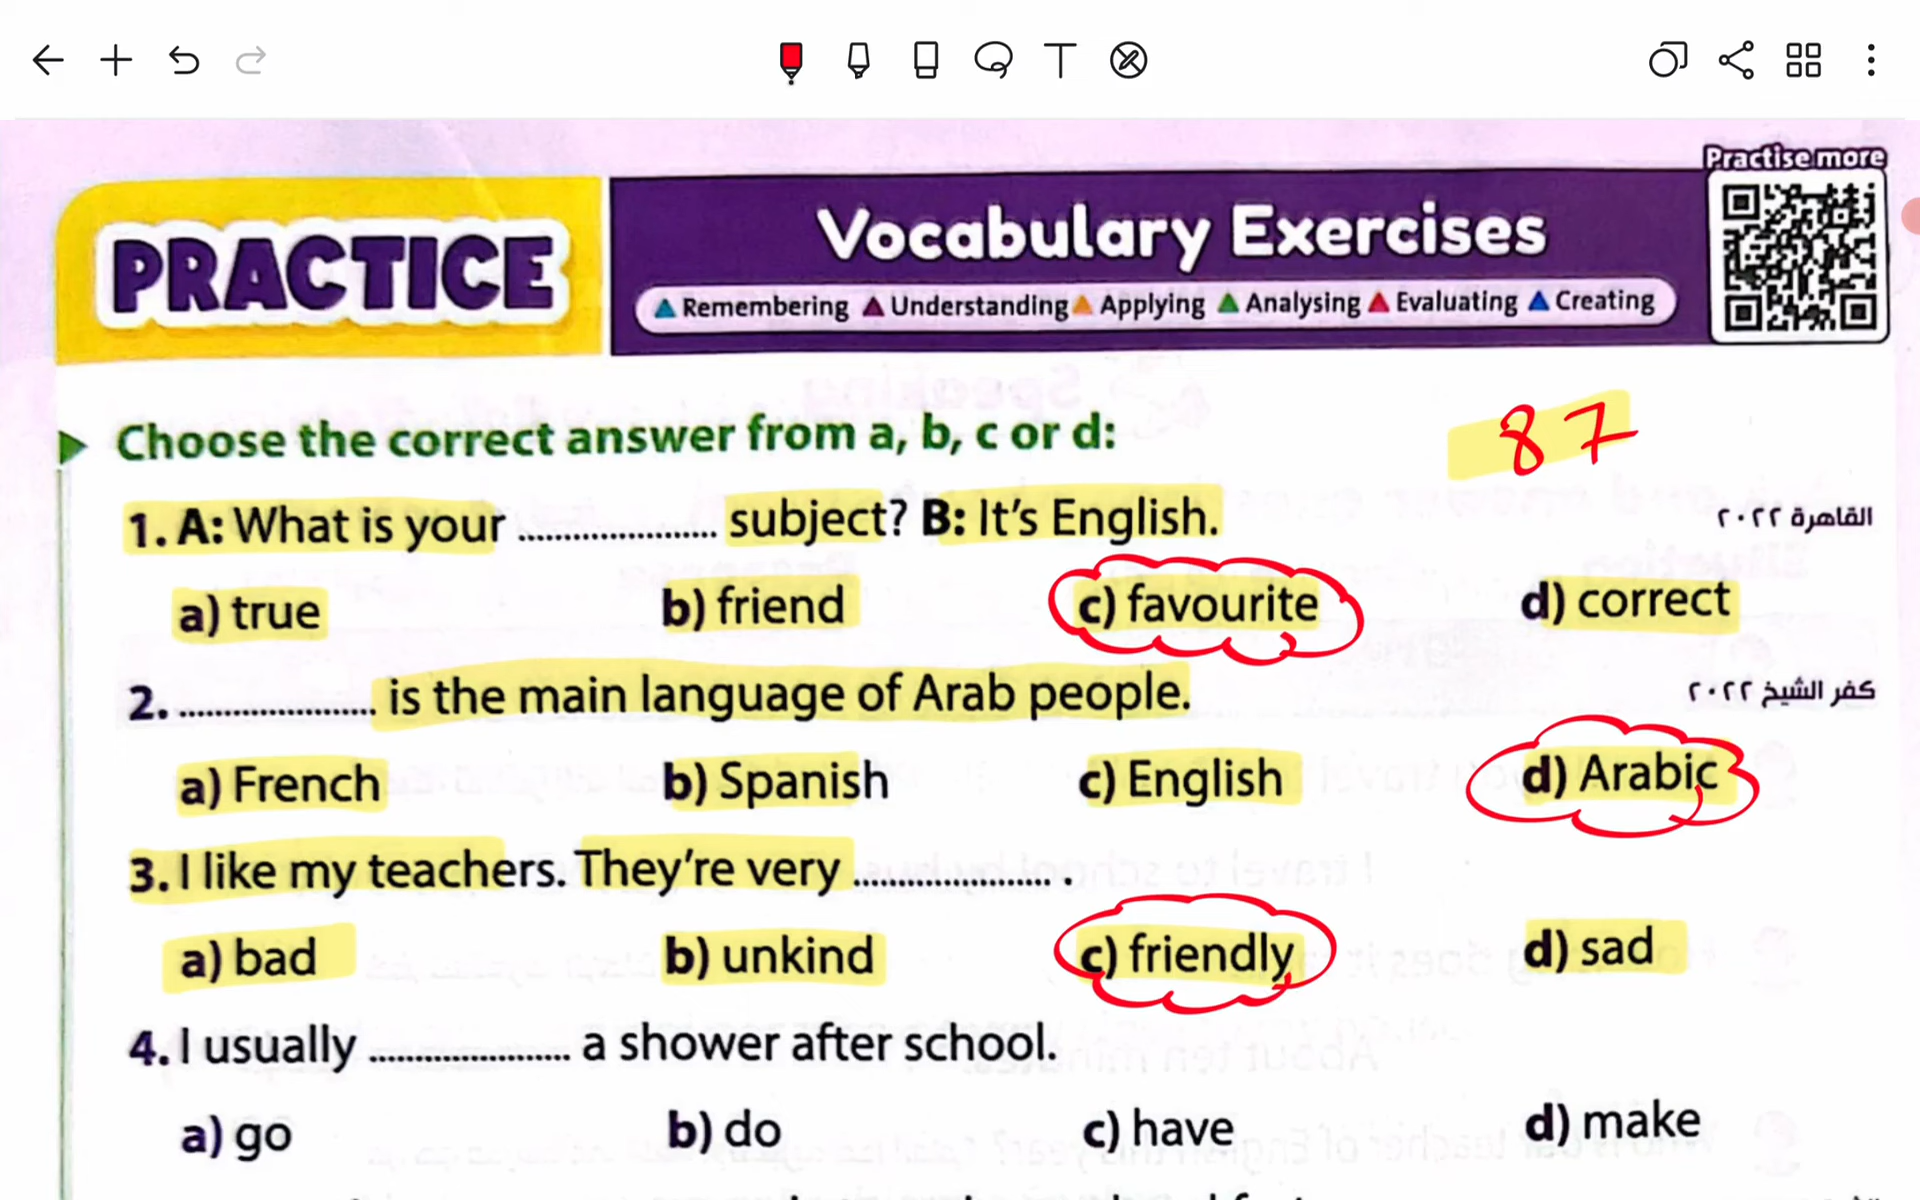 Practise more
PRACTICE
Vocabulary Exercises
Remembering Understanding Applying Analysing Evaluating Creating
Choose the correct answer from a, b, c or d:
87
1. A: What is your ..................... subject? B: It's English.
القاهرة ٢٠٢٢
a) true b) friend c) favourite d) correct
2. ..................... is the main language of Arab people.
كفر الشيخ ٢٠٢٢
a) French b) Spanish c) English d) Arabic
3. I like my teachers. They're very ..................... .
a) bad b) unkind c) friendly d) sad
4. I usually ..................... a shower after school.
a) go b) do c) have d) make